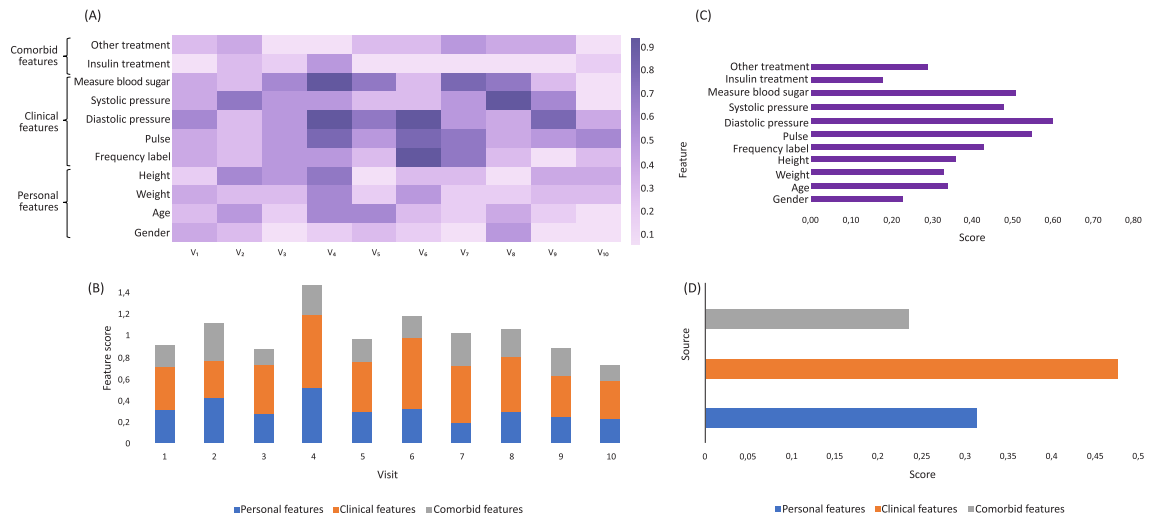 (A)
Comorbid
features
Clinical
features
Personal
features
Other treatment
Insulin treatment
Measure blood sugar
Systolic pressure
Diastolic pressure
Pulse
Frequency label
Height
Weight
Age
Gender
V₁ V₂ V₃ V₄ V₅ V₆ V₇ V₈ V₉ V₁₀
0.9
0.8
0.7
0.6
0.5
0.4
0.3
0.2
0.1
(C)
Feature
Other treatment
Insulin treatment
Measure blood sugar
Systolic pressure
Diastolic pressure
Pulse
Frequency label
Height
Weight
Age
Gender
0,00 0,10 0,20 0,30 0,40 0,50 0,60 0,70 0,80
Score
(B)
Feature score
1,4
1,2
1
0,8
0,6
0,4
0,2
0
1 2 3 4 5 6 7 8 9 10
Visit
Personal features Clinical features Comorbid features
(D)
Source
0 0,05 0,1 0,15 0,2 0,25 0,3 0,35 0,4 0,45 0,5
Score
Personal features Clinical features Comorbid features